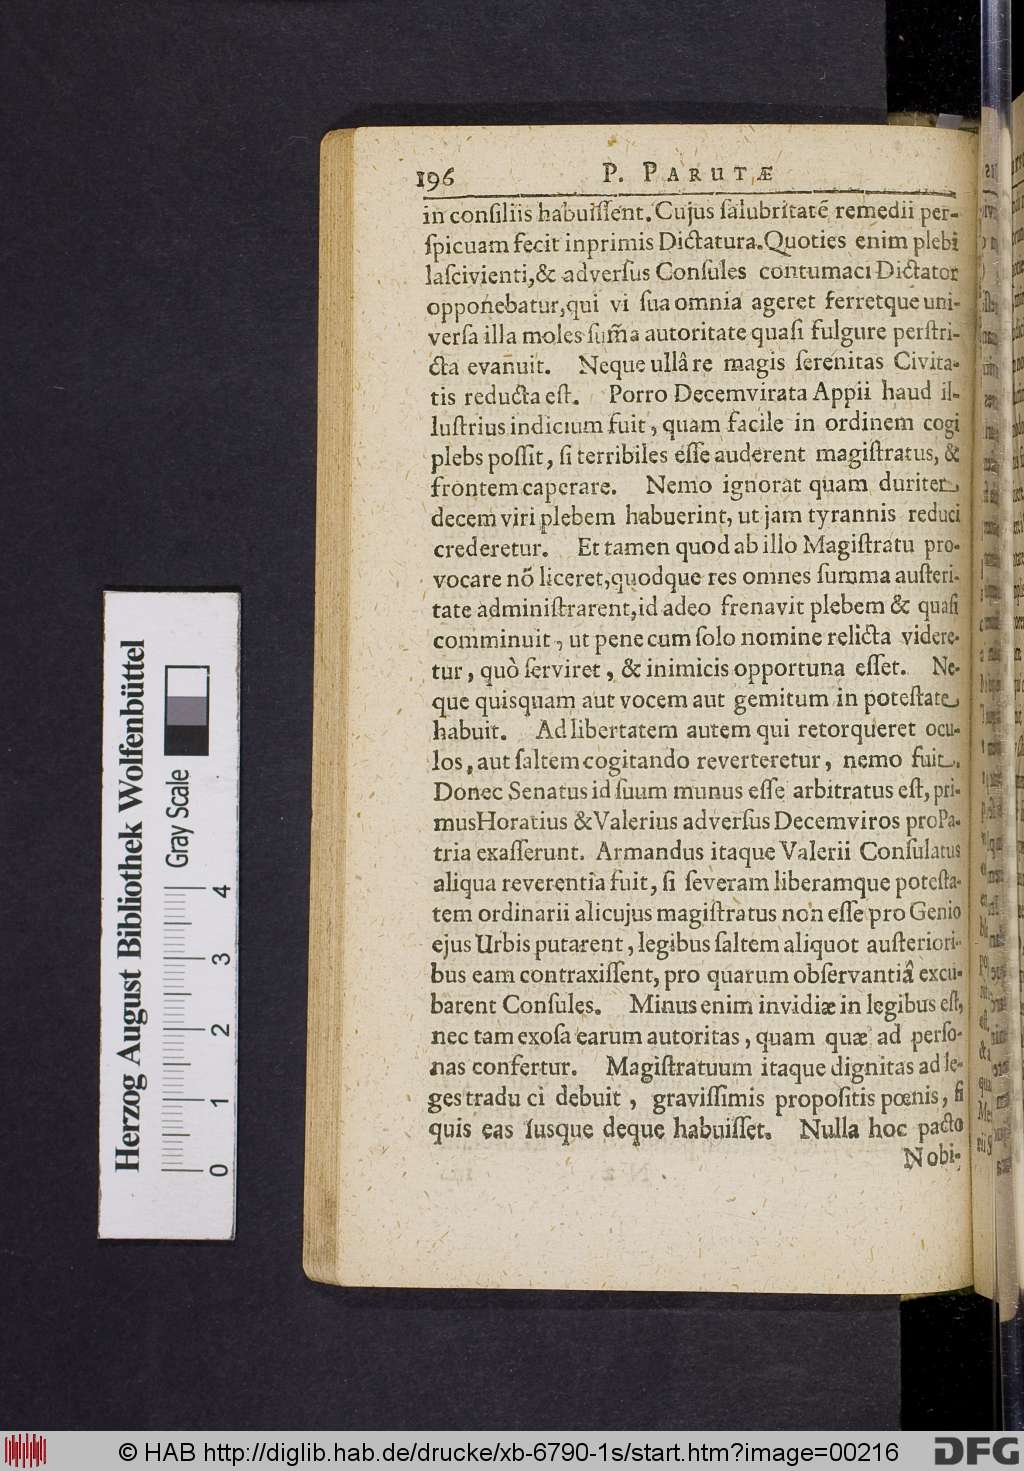 196 P. PARUTÆ
in consiliis habuissent. Cujus salubritatē remedii per-
spicuam fecit inprimis Dictatura. Quoties enim plebi
lascivienti, & adversus Consules contumaci Dictator
opponebatur, qui vi sua omnia ageret ferretque uni-
versa illa moles sum̃a autoritate quasi fulgure perstri-
cta evanuit. Neque ullâ re magis serenitas Civita-
tis reducta est. Porro Decemvirata Appii haud il-
lustrius indicium fuit, quam facile in ordinem cogi
plebs possit, si terribiles esse auderent magistratus, &
frontem caperare. Nemo ignorat quam duriter
decem viri plebem habuerint, ut jam tyrannis reduci
crederetur. Et tamen quod ab illo Magistratu pro-
vocare nõ liceret, quodque res omnes summa austeri-
tate administrarent, id adeo frenavit plebem & quasi
comminuit, ut pene cum solo nomine relicta videre-
tur, quò serviret, & inimicis opportuna esset. Ne-
que quisquam aut vocem aut gemitum in potestate
habuit. Ad libertatem autem qui retorqueret ocu-
los, aut saltem cogitando reverteretur, nemo fuit.
Donec Senatus id suum munus esse arbitratus est, pri-
mus Horatius & Valerius adversus Decemviros pro Pa-
tria exasserunt. Armandus itaque Valerii Consulatus
aliqua reverentia fuit, si severam liberamque potesta-
tem ordinarii alicujus magistratus non esse pro Genio
ejus Urbis putarent, legibus saltem aliquot austeriori-
bus eam contraxissent, pro quarum observantiâ excu-
barent Consules. Minus enim invidiæ in legibus est,
nec tam exosa earum autoritas, quam quæ ad perso-
nas confertur. Magistratuum itaque dignitas ad le-
ges tradu ci debuit, gravissimis propositis pœnis, si
quis eas susque deque habuisset. Nulla hoc pacto
Nobi-
Herzog August Bibliothek Wolfenbüttel
Gray Scale
0 1 2 3 4
© HAB http://diglib.hab.de/drucke/xb-6790-1s/start.htm?image=00216
DFG